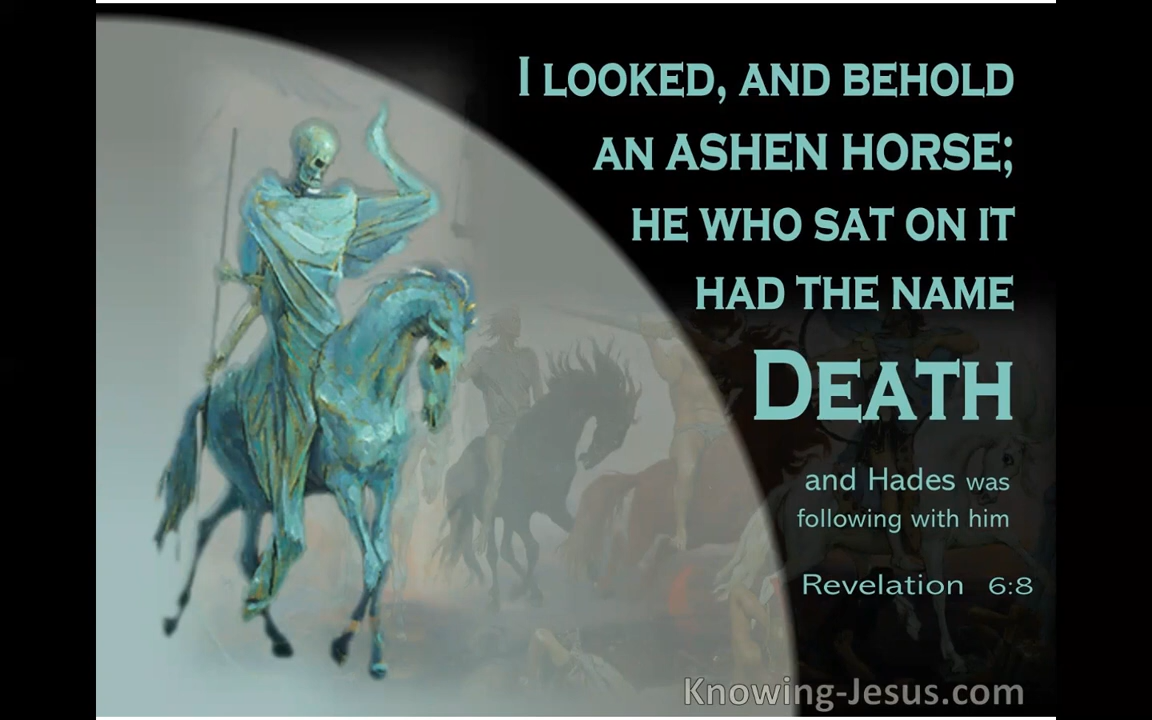 I LOOKED, AND BEHOLD
AN ASHEN HORSE;
HE WHO SAT ON IT
HAD THE NAME
DEATH
and Hades was
following with him
Revelation 6:8
Knowing-Jesus.com